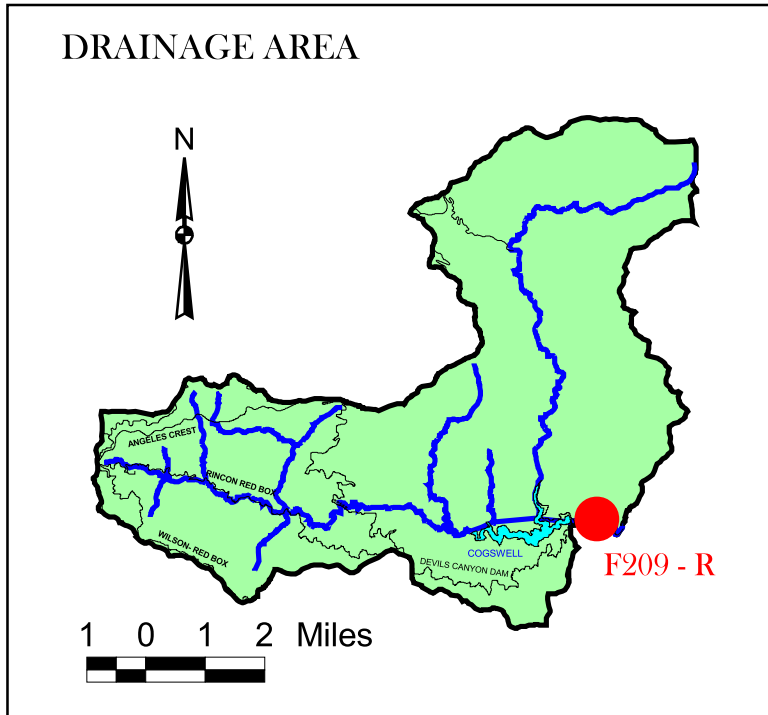 DRAINAGE AREA
N
ANGELES CREST
RINCON RED BOX
WILSON- RED BOX
COGSWELL
DEVILS CANYON DAM
F209 - R
1 0 1 2 Miles